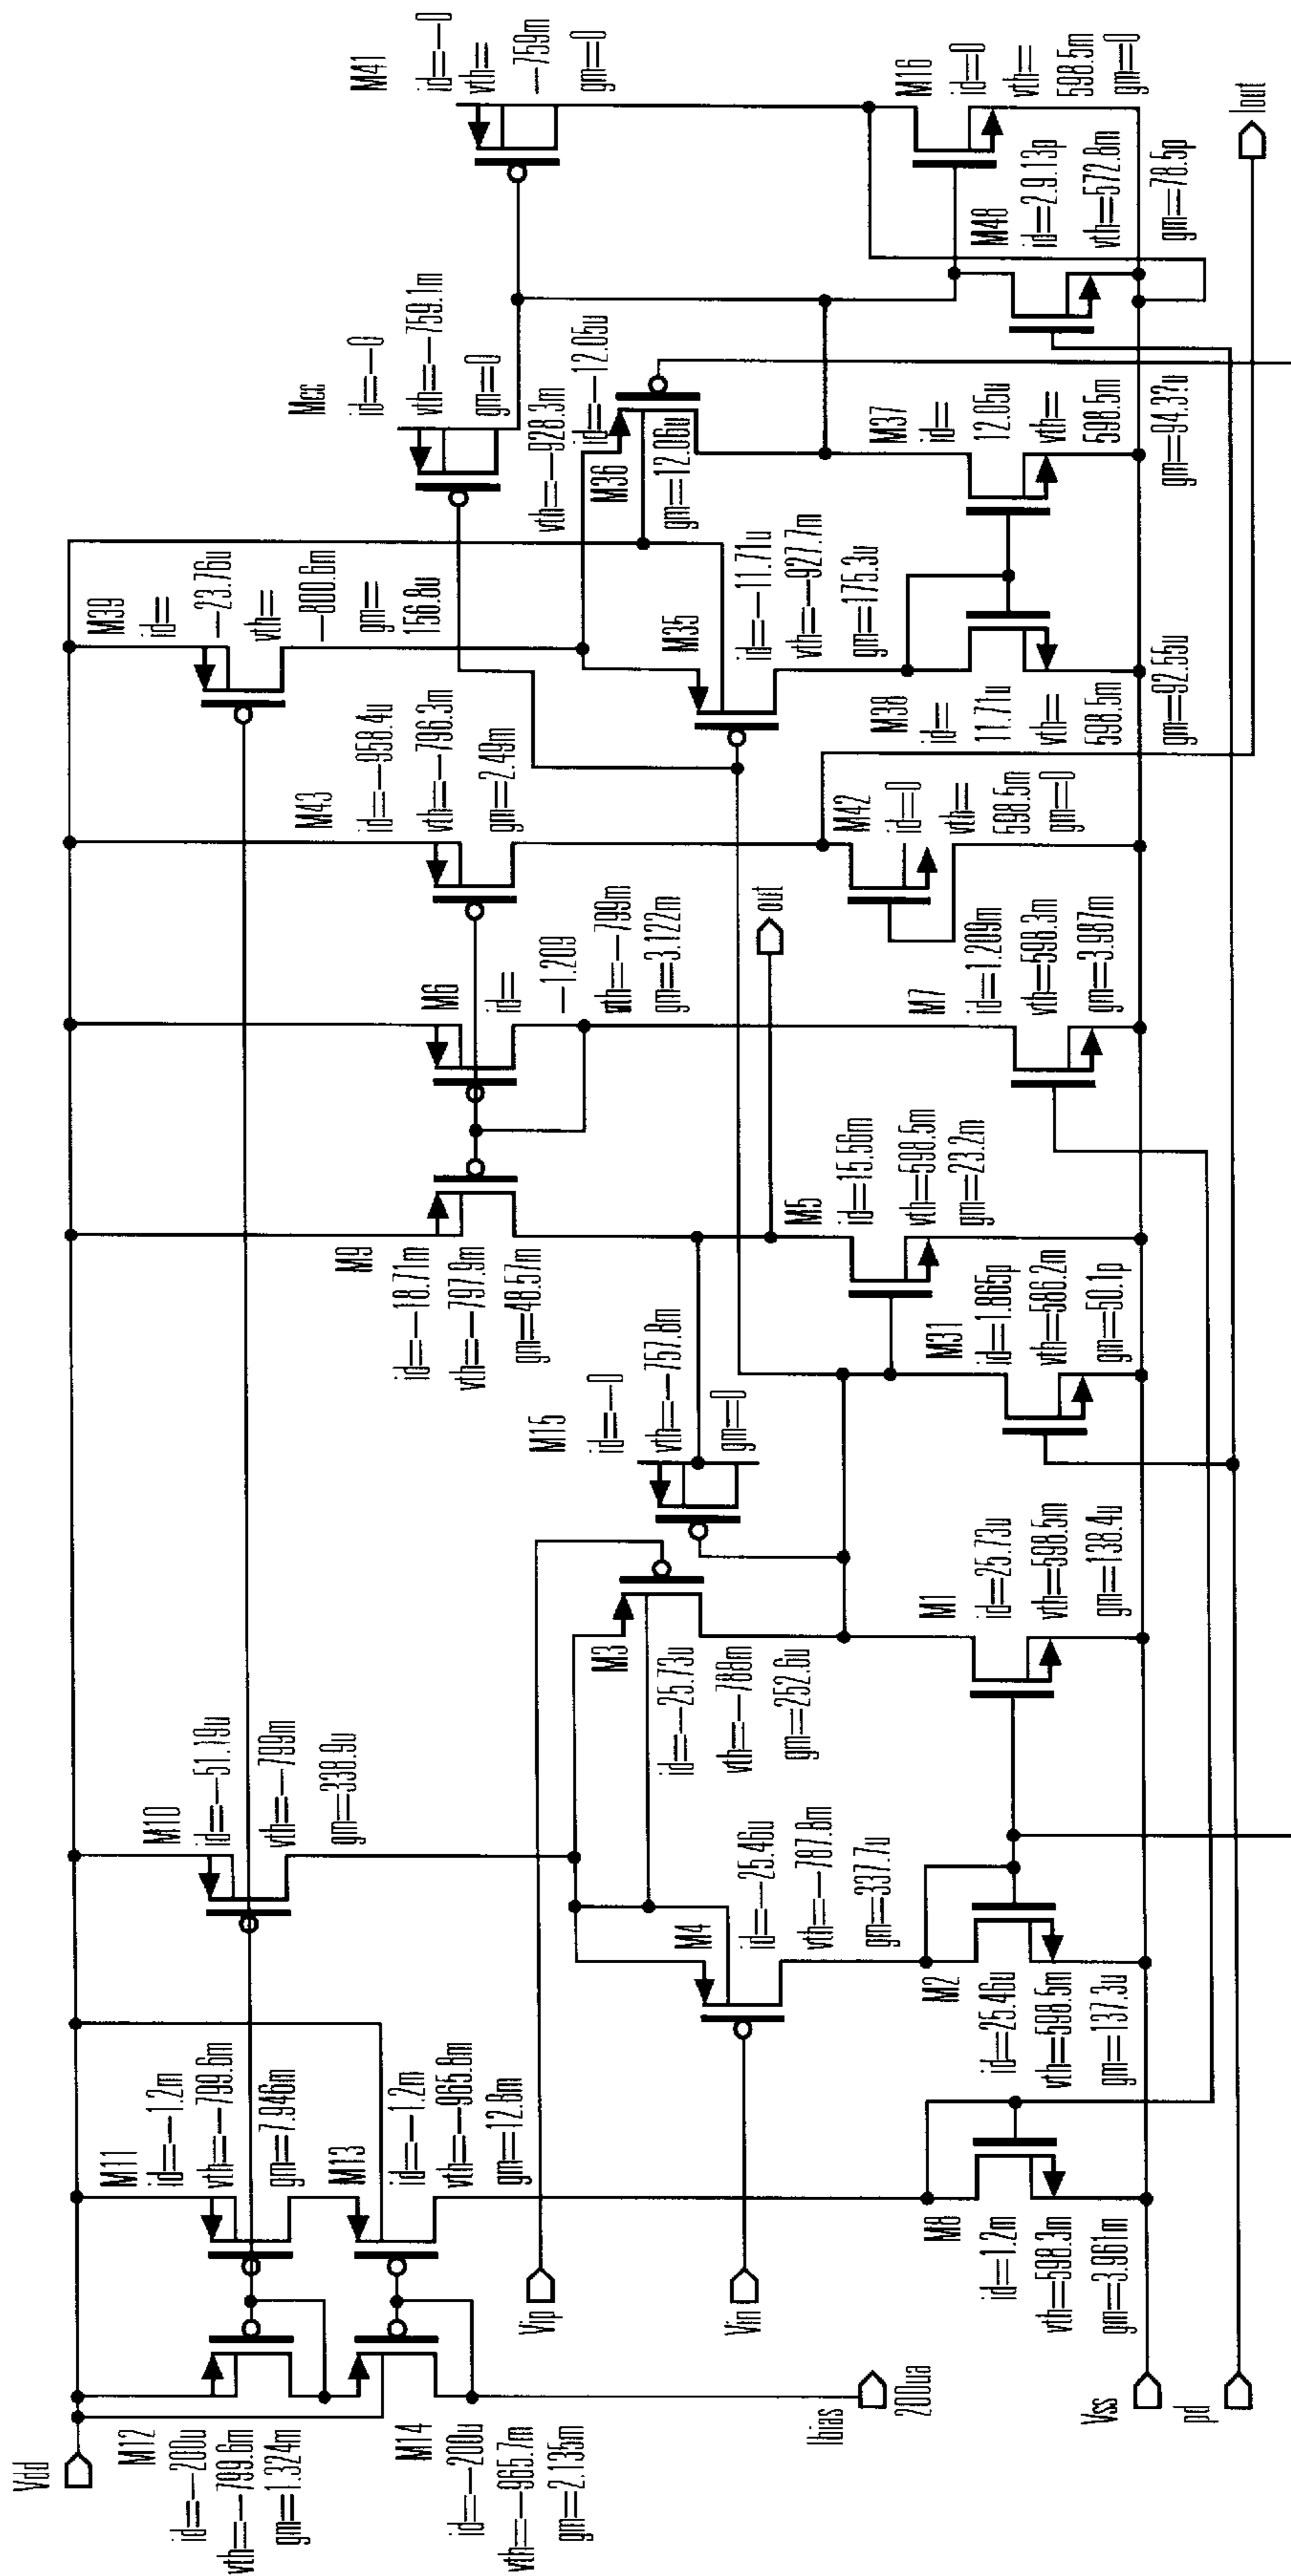 Vdd
M12
id=-200u
vth=-799.6m
gm=1.324m
M14
id=-200u
vth=-965.7m
gm=2.135m
Ibias
200ua
Vss
pd
M11
id=-1.2m
vth=-799.6m
gm=7.946m
M13
id=-1.2m
vth=-965.8m
gm=12.8m
Vip
Vin
M8
id=1.2m
vth=598.3m
gm=3.961m
M10
id=-51.19u
vth=-799m
gm=338.9u
M4
id=-25.46u
vth=-787.8m
gm=337.7u
M2
id=25.46u
vth=598.5m
gm=137.3u
M3
id=-25.73u
vth=-788m
gm=252.6u
M1
id=25.73u
vth=598.5m
gm=138.4u
M15
id=-0
vth=-757.8m
gm=0
M9
id=-18.71m
vth=-797.9m
gm=48.57m
M31
id=1.865p
vth=586.2m
gm=50.1p
M5
id=15.56m
vth=598.5m
gm=23.2m
out
M6
id=
-1.209
vth=-799m
gm=3.122m
M7
id=1.209m
vth=598.3m
gm=3.987m
M43
id=-958.4u
vth=-796.3m
gm=2.49m
M42
id=0
vth=
598.5m
gm=0
M39
id=
-23.76u
vth=
-800.6m
gm=
156.8u
M35
id=-11.71u
vth=-927.7m
gm=175.3u
M38
id=
11.71u
vth=
598.5m
gm=92.55u
Mcc
id=-0
vth=-759.1m
gm=0
vth=-928.3m
id=-12.05u
M36
gm=12.06u
M37
id=
12.05u
vth=
598.5m
gm=94.37u
M41
id=-0
vth=
-759m
gm=0
M48
id=2.9.13p
vth=572.8m
gm=78.5p
M16
id=0
vth=
598.5m
gm=0
Iout